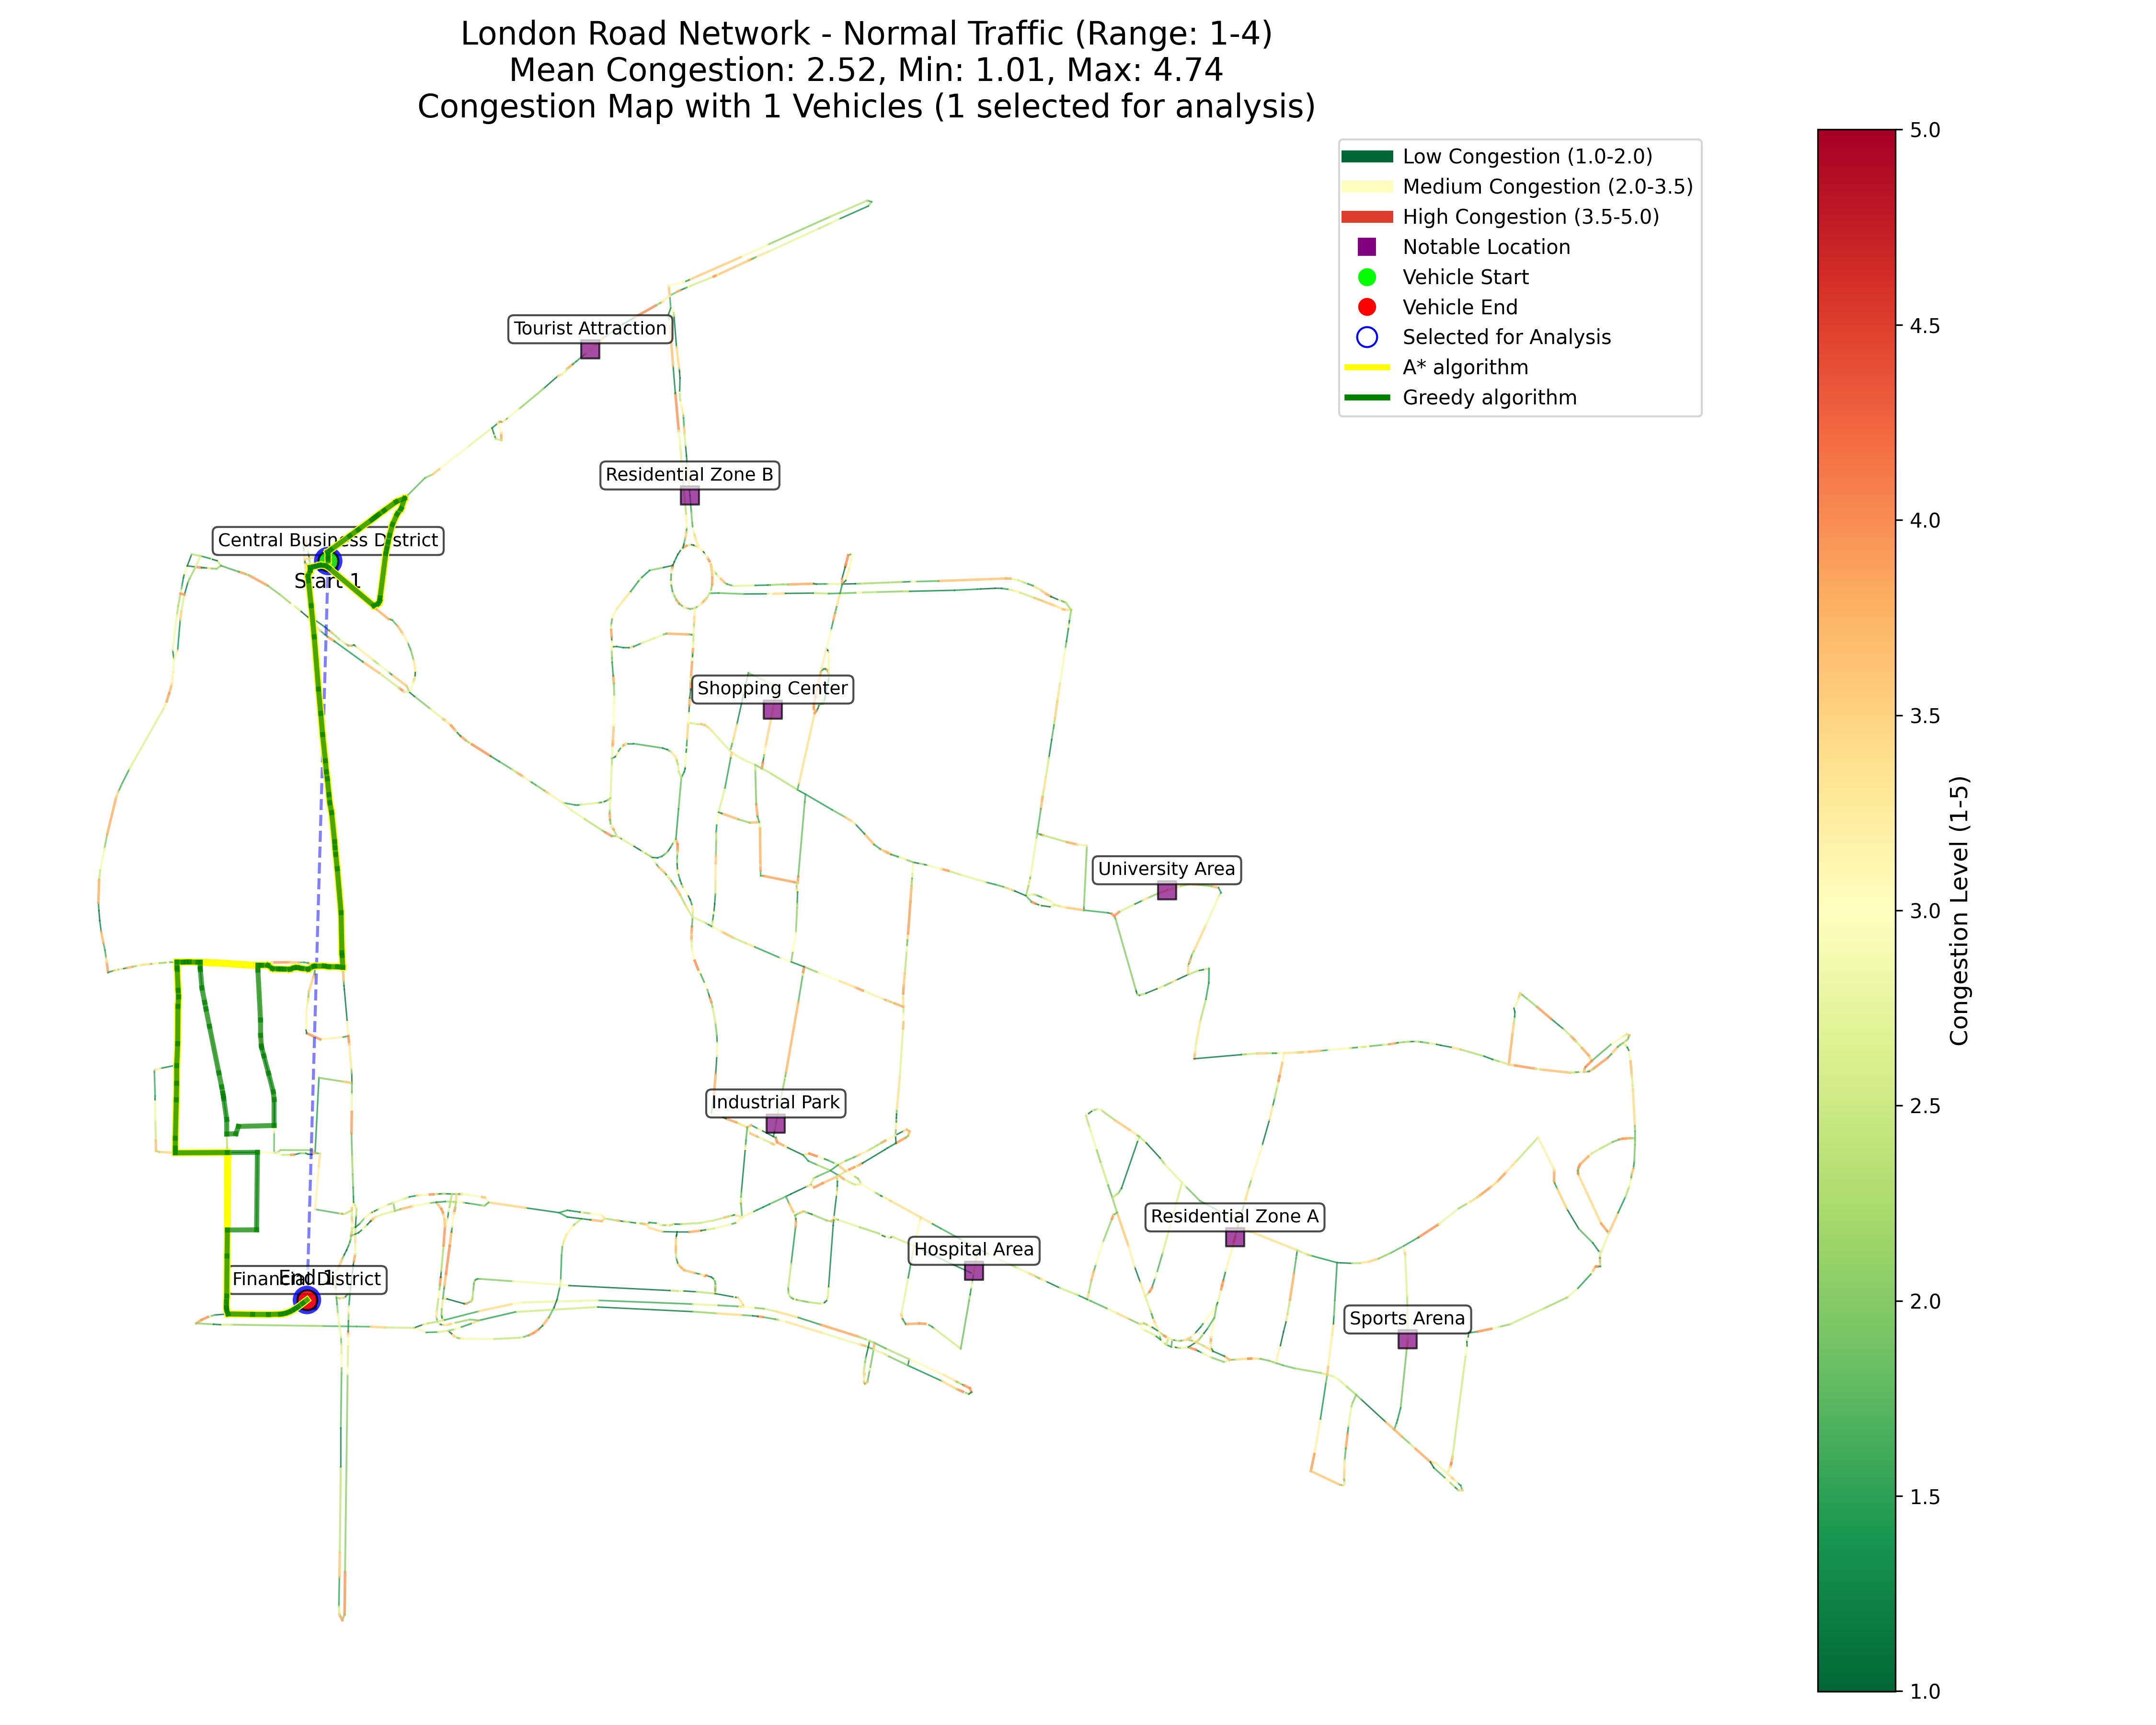 London Road Network - Normal Traffic (Range: 1-4)
Mean Congestion: 2.52, Min: 1.01, Max: 4.74
Congestion Map with 1 Vehicles (1 selected for analysis)
Low Congestion (1.0-2.0)
Medium Congestion (2.0-3.5)
High Congestion (3.5-5.0)
Notable Location
Vehicle Start
Vehicle End
Selected for Analysis
A* algorithm
Greedy algorithm
Tourist Attraction
Residential Zone B
Central Business District
Start 1
Shopping Center
University Area
Industrial Park
Residential Zone A
Hospital Area
Financial District
End 1
Sports Arena
5.0
4.5
4.0
3.5
3.0
2.5
2.0
1.5
1.0
Congestion Level (1-5)